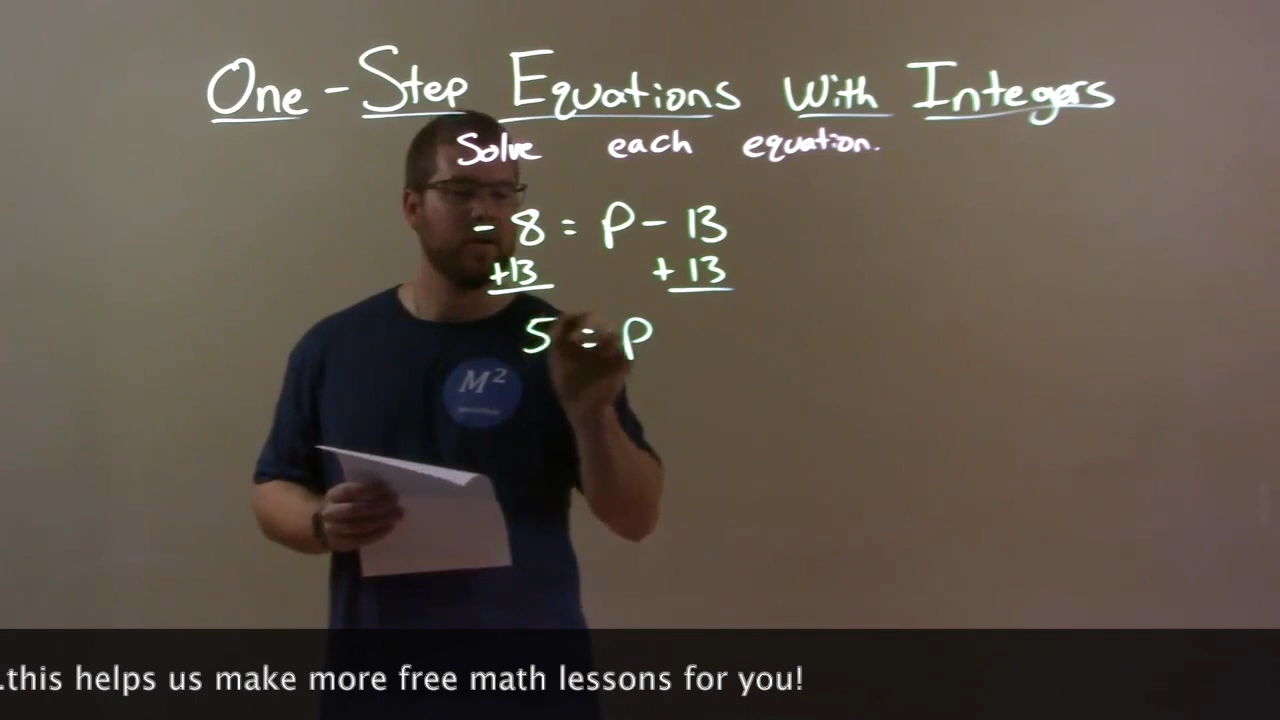 One-Step Equations With Integers
Solve each equation.
-8 = p - 13
+13 +13
5 = p
M²
.this helps us make more free math lessons for you!